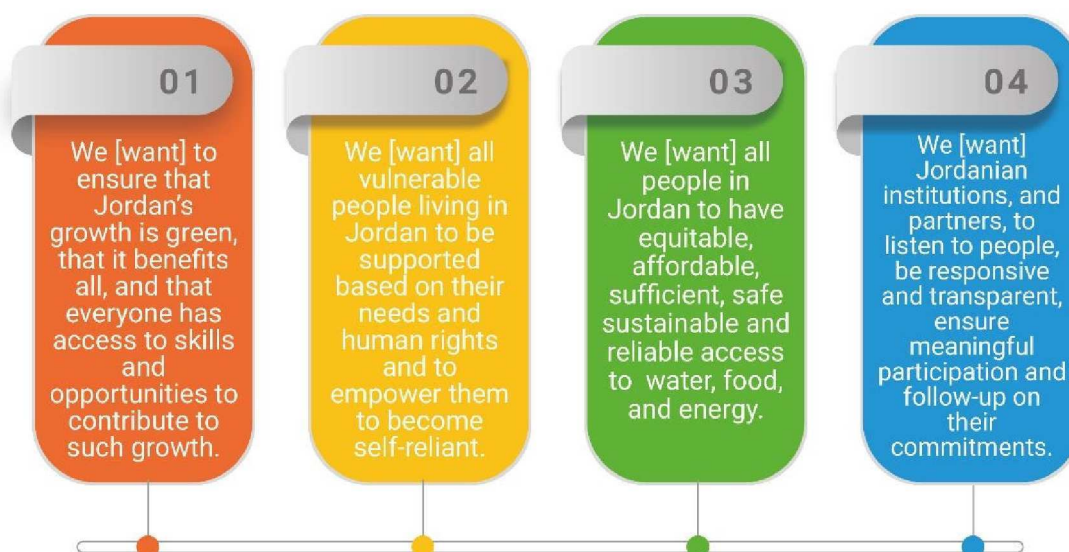 01
We [want] to
ensure that
Jordan’s
growth is green,
that it benefits
all, and that
everyone has
access to skills
and
opportunities to
contribute to
such growth.
02
We [want] all
vulnerable
people living in
Jordan to be
supported
based on their
needs and
human rights
and to
empower them
to become
self-reliant.
03
We [want] all
people in
Jordan to have
equitable,
affordable,
sufficient, safe
sustainable and
reliable access
to water, food,
and energy.
04
We [want]
Jordanian
institutions, and
partners, to
listen to people,
be responsive
and transparent,
ensure
meaningful
participation and
follow-up on
their
commitments.